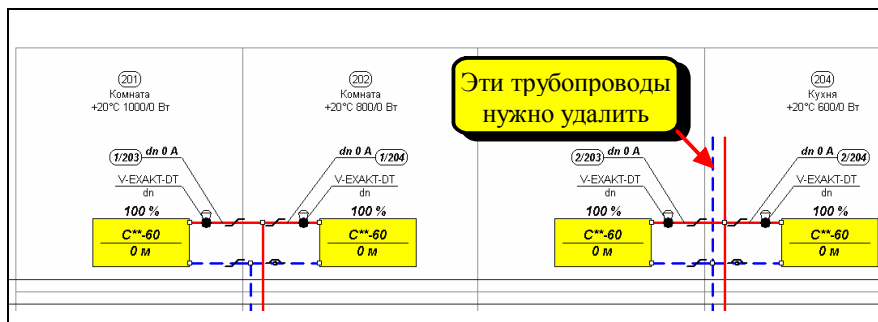 201
Комната
+20°C 1000/0 Вт
202
Комната
+20°C 800/0 Вт
Эти трубопроводы
нужно удалить
204
Кухня
+20°C 600/0 Вт
1/203 dn 0 А
dn 0 А 1/204
2/203 dn 0 А
dn 0 А 2/204
V-EXAKT-DT
dn
V-EXAKT-DT
dn
V-EXAKT-DT
dn
V-EXAKT-DT
dn
100 %
100 %
100 %
100 %
C**-60
0 м
C**-60
0 м
C**-60
0 м
C**-60
0 м